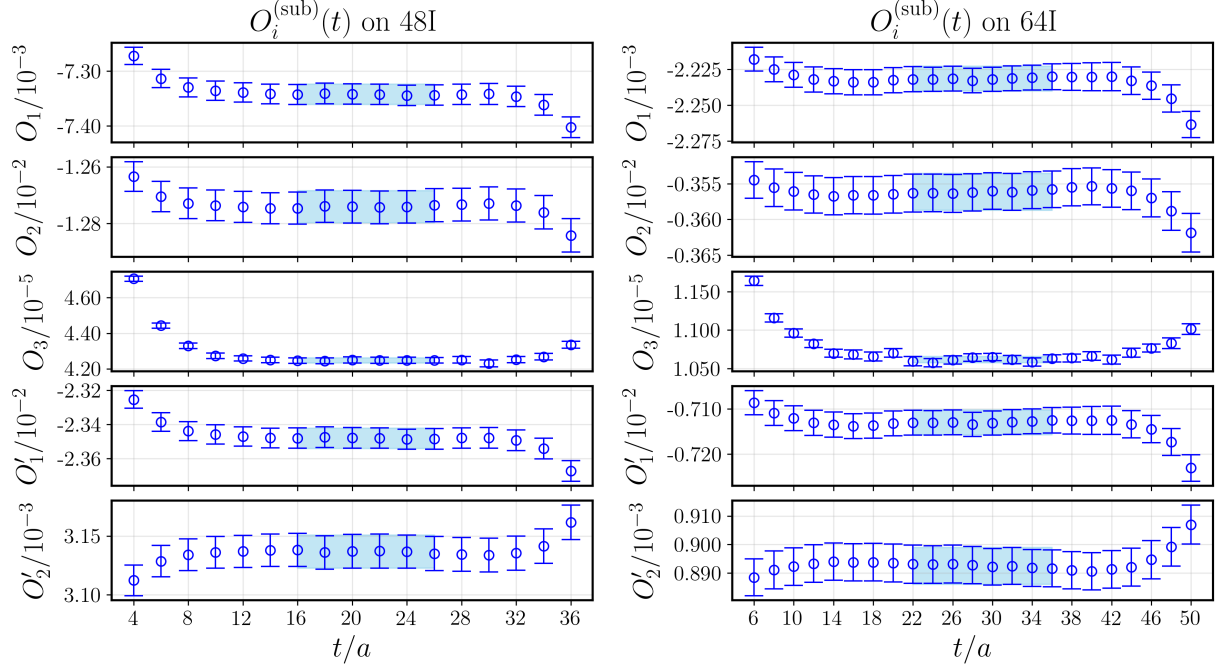 O_i^(sub)(t) on 48I
O_1/10^-3
-7.30
-7.40
O_2/10^-2
-1.26
-1.28
O_3/10^-5
4.60
4.40
4.20
O′_1/10^-2
-2.32
-2.34
-2.36
O′_2/10^-3
3.15
3.10
4 8 12 16 20 24 28 32 36
t/a
O_i^(sub)(t) on 64I
O_1/10^-3
-2.225
-2.250
-2.275
O_2/10^-2
-0.355
-0.360
-0.365
O_3/10^-5
1.150
1.100
1.050
O′_1/10^-2
-0.710
-0.720
O′_2/10^-3
0.910
0.900
0.890
6 10 14 18 22 26 30 34 38 42 46 50
t/a